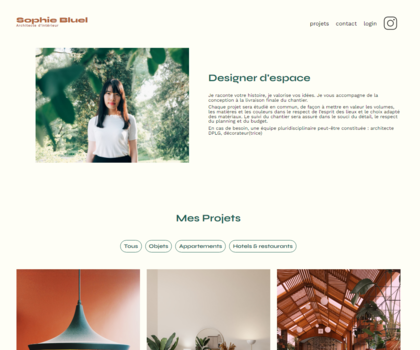 Sophie Bluel
Architecte d'intérieur
projets
contact
login
Designer d'espace
Je raconte votre histoire, je valorise vos idées. Je vous accompagne de la
conception à la livraison finale du chantier.
Chaque projet sera étudié en commun, de façon à mettre en valeur les volumes,
les matières et les couleurs dans le respect de l'esprit des lieux et le choix adapté
des matériaux. Le suivi du chantier sera assuré dans le souci du détail, le respect
du planning et du budget.
En cas de besoin, une équipe pluridisciplinaire peut-être constituée : architecte
DPLG, décorateur(trice)
Mes Projets
Tous
Objets
Appartements
Hotels & restaurants